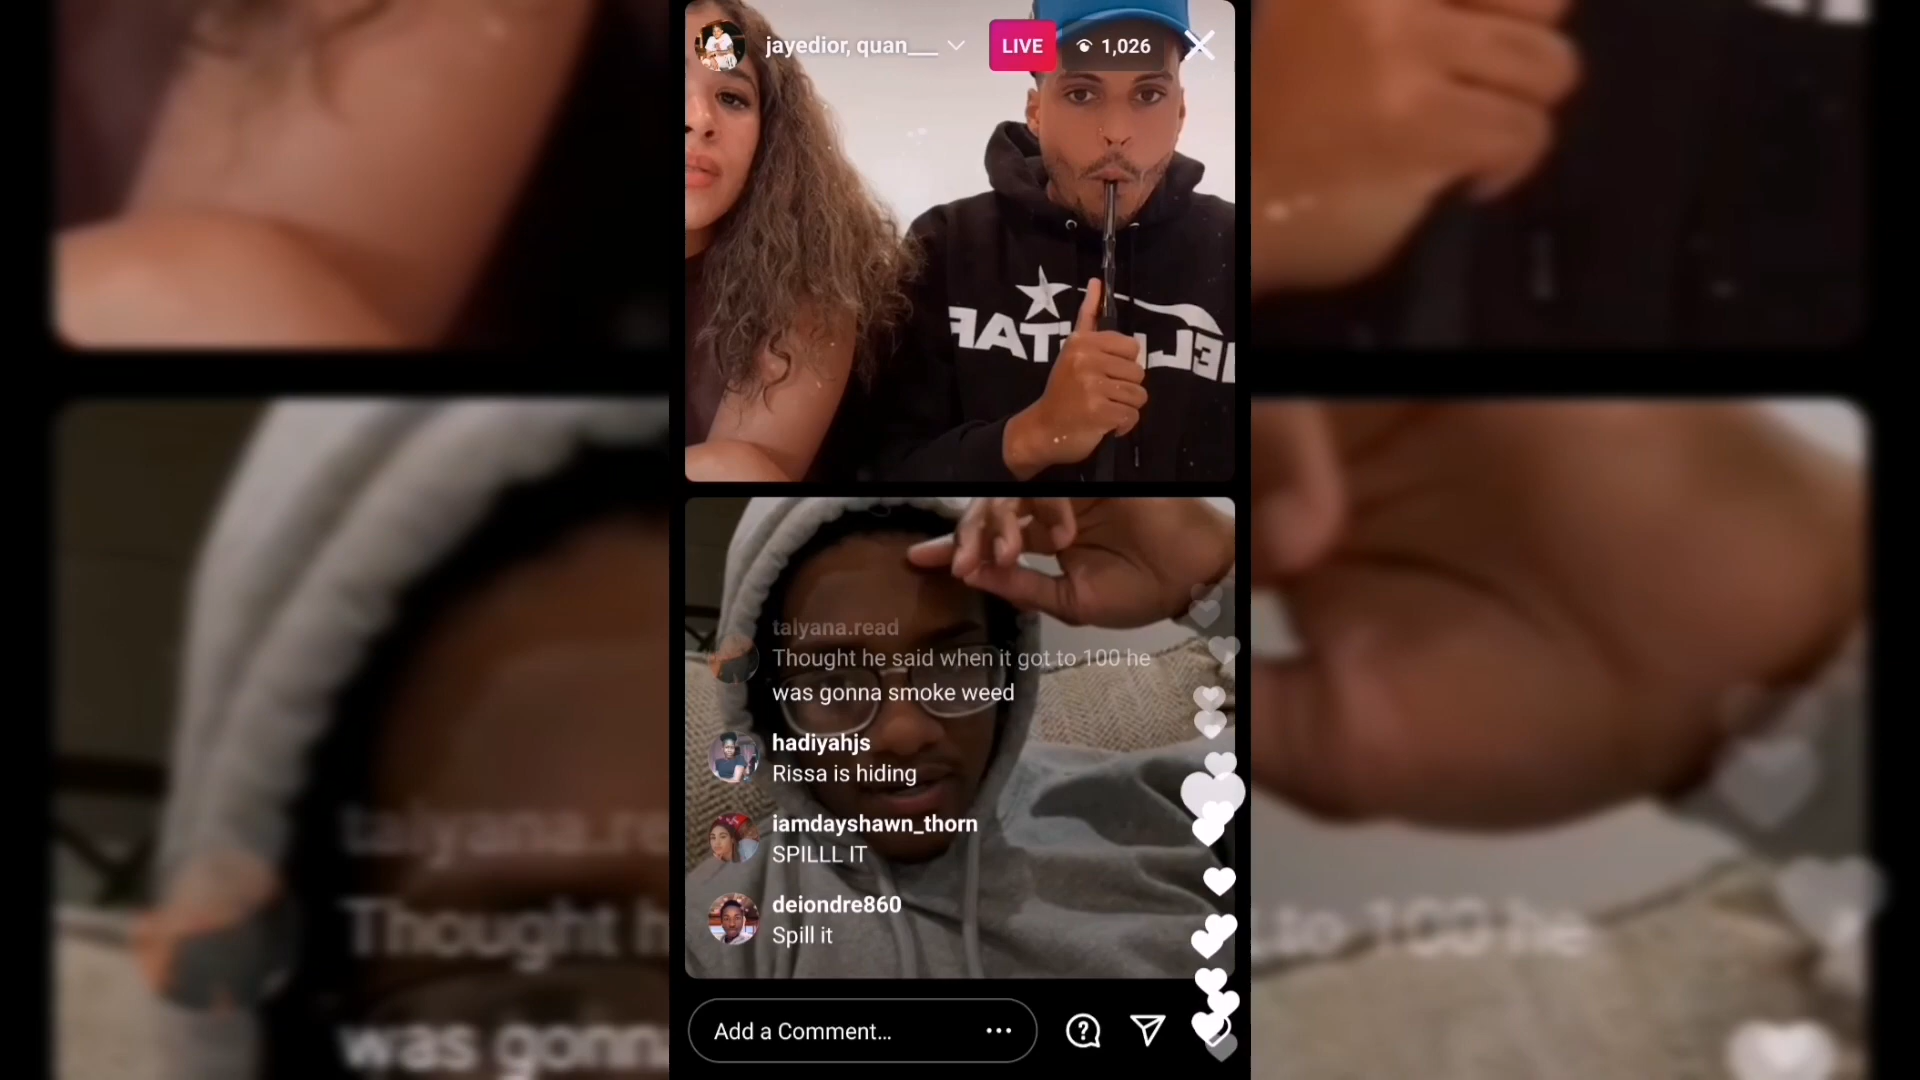 jayedior, quan___
LIVE
1,026
talyana.read
Thought he said when it got to 100 he
was gonna smoke weed
hadiyahjs
Rissa is hiding
iamdayshawn_thorn
SPILLL IT
deiondre860
Spill it
Add a Comment...